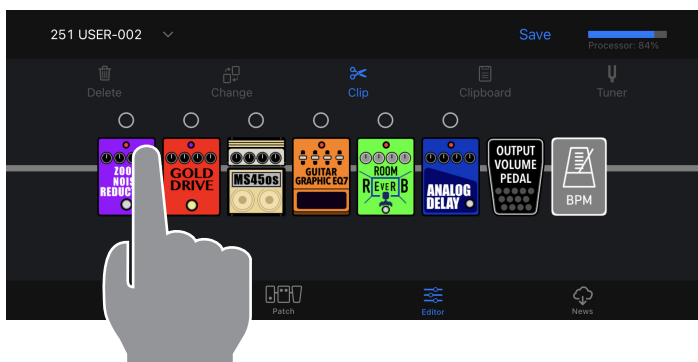 251 USER-002
Save
Processor: 84%
Delete
Change
Clip
Clipboard
Tuner
ZOO
NOIS
REDUC
GOLD
DRIVE
MS45os
GUITAR
GRAPHIC EQ7
ROOM
REVERB
ANALOG
DELAY
OUTPUT
VOLUME
PEDAL
BPM
Patch
Editor
News